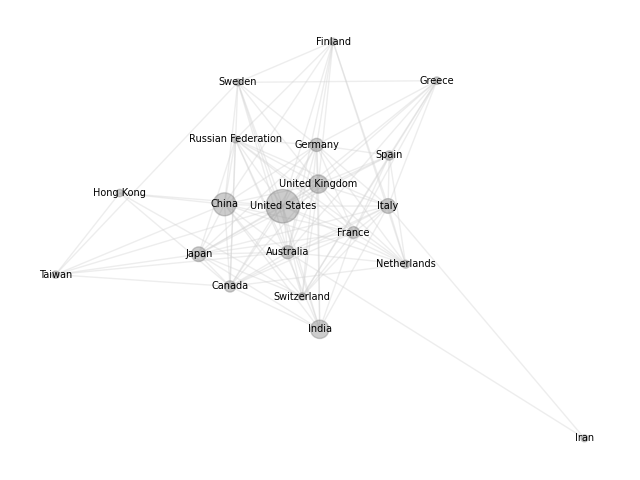 Finland
Sweden
Greece
Russian Federation
Germany
Spain
United Kingdom
Hong Kong
China
United States
Italy
France
Japan
Australia
Netherlands
Taiwan
Canada
Switzerland
India
Iran